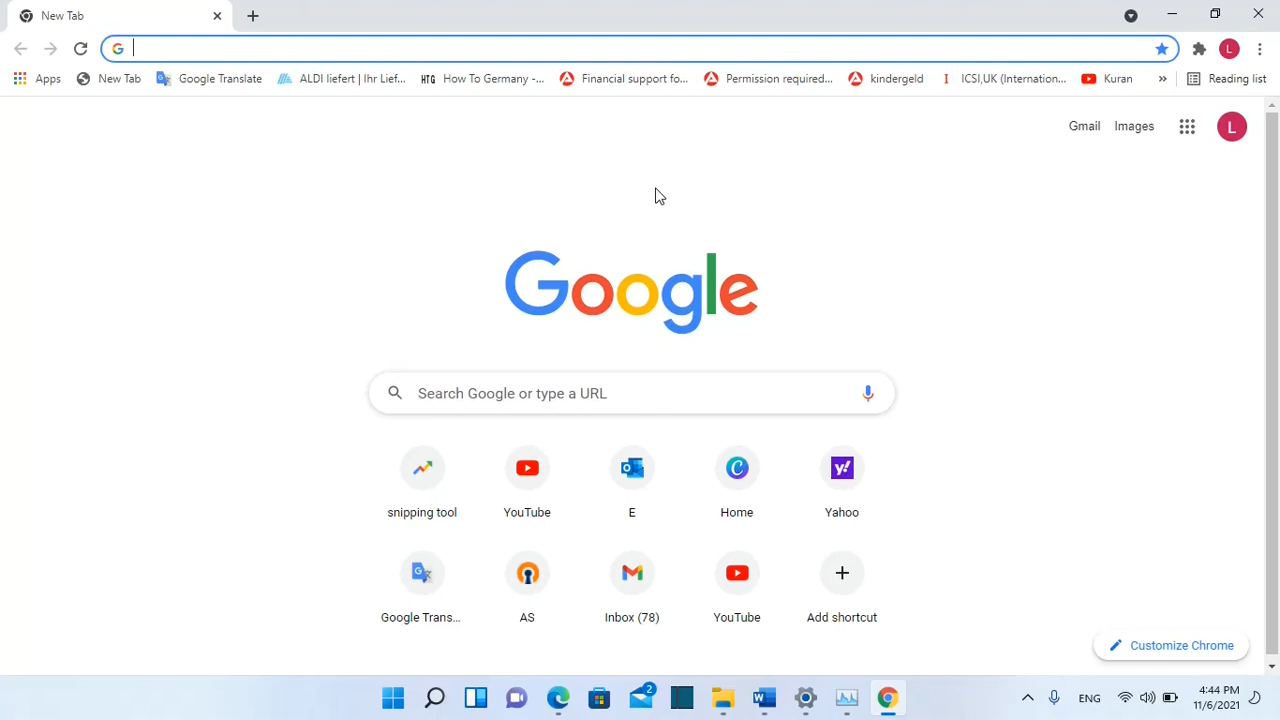 New Tab
Apps New Tab Google Translate ALDI liefert | Ihr Lief... HTG How To Germany -... Financial support fo... Permission required... kindergeld ICSI,UK (Internation... Kuran » Reading list
L
Gmail Images L
Google
Search Google or type a URL
snipping tool YouTube E Home Yahoo
Google Trans... AS Inbox (78) YouTube Add shortcut
Customize Chrome
2 ENG 4:44 PM
11/6/2021